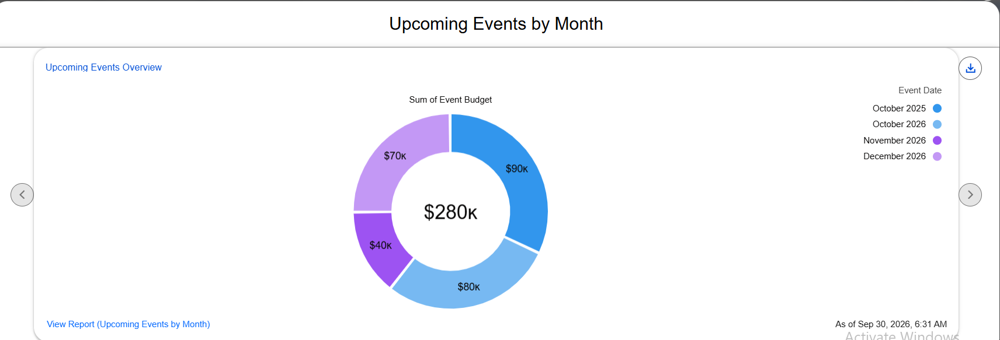 Upcoming Events by Month
Upcoming Events Overview
Sum of Event Budget
Event Date
October 2025
October 2026
November 2026
December 2026
$70K
$90K
$280K
$40K
$80K
View Report (Upcoming Events by Month)
As of Sep 30, 2026, 6:31 AM
Activate Windows